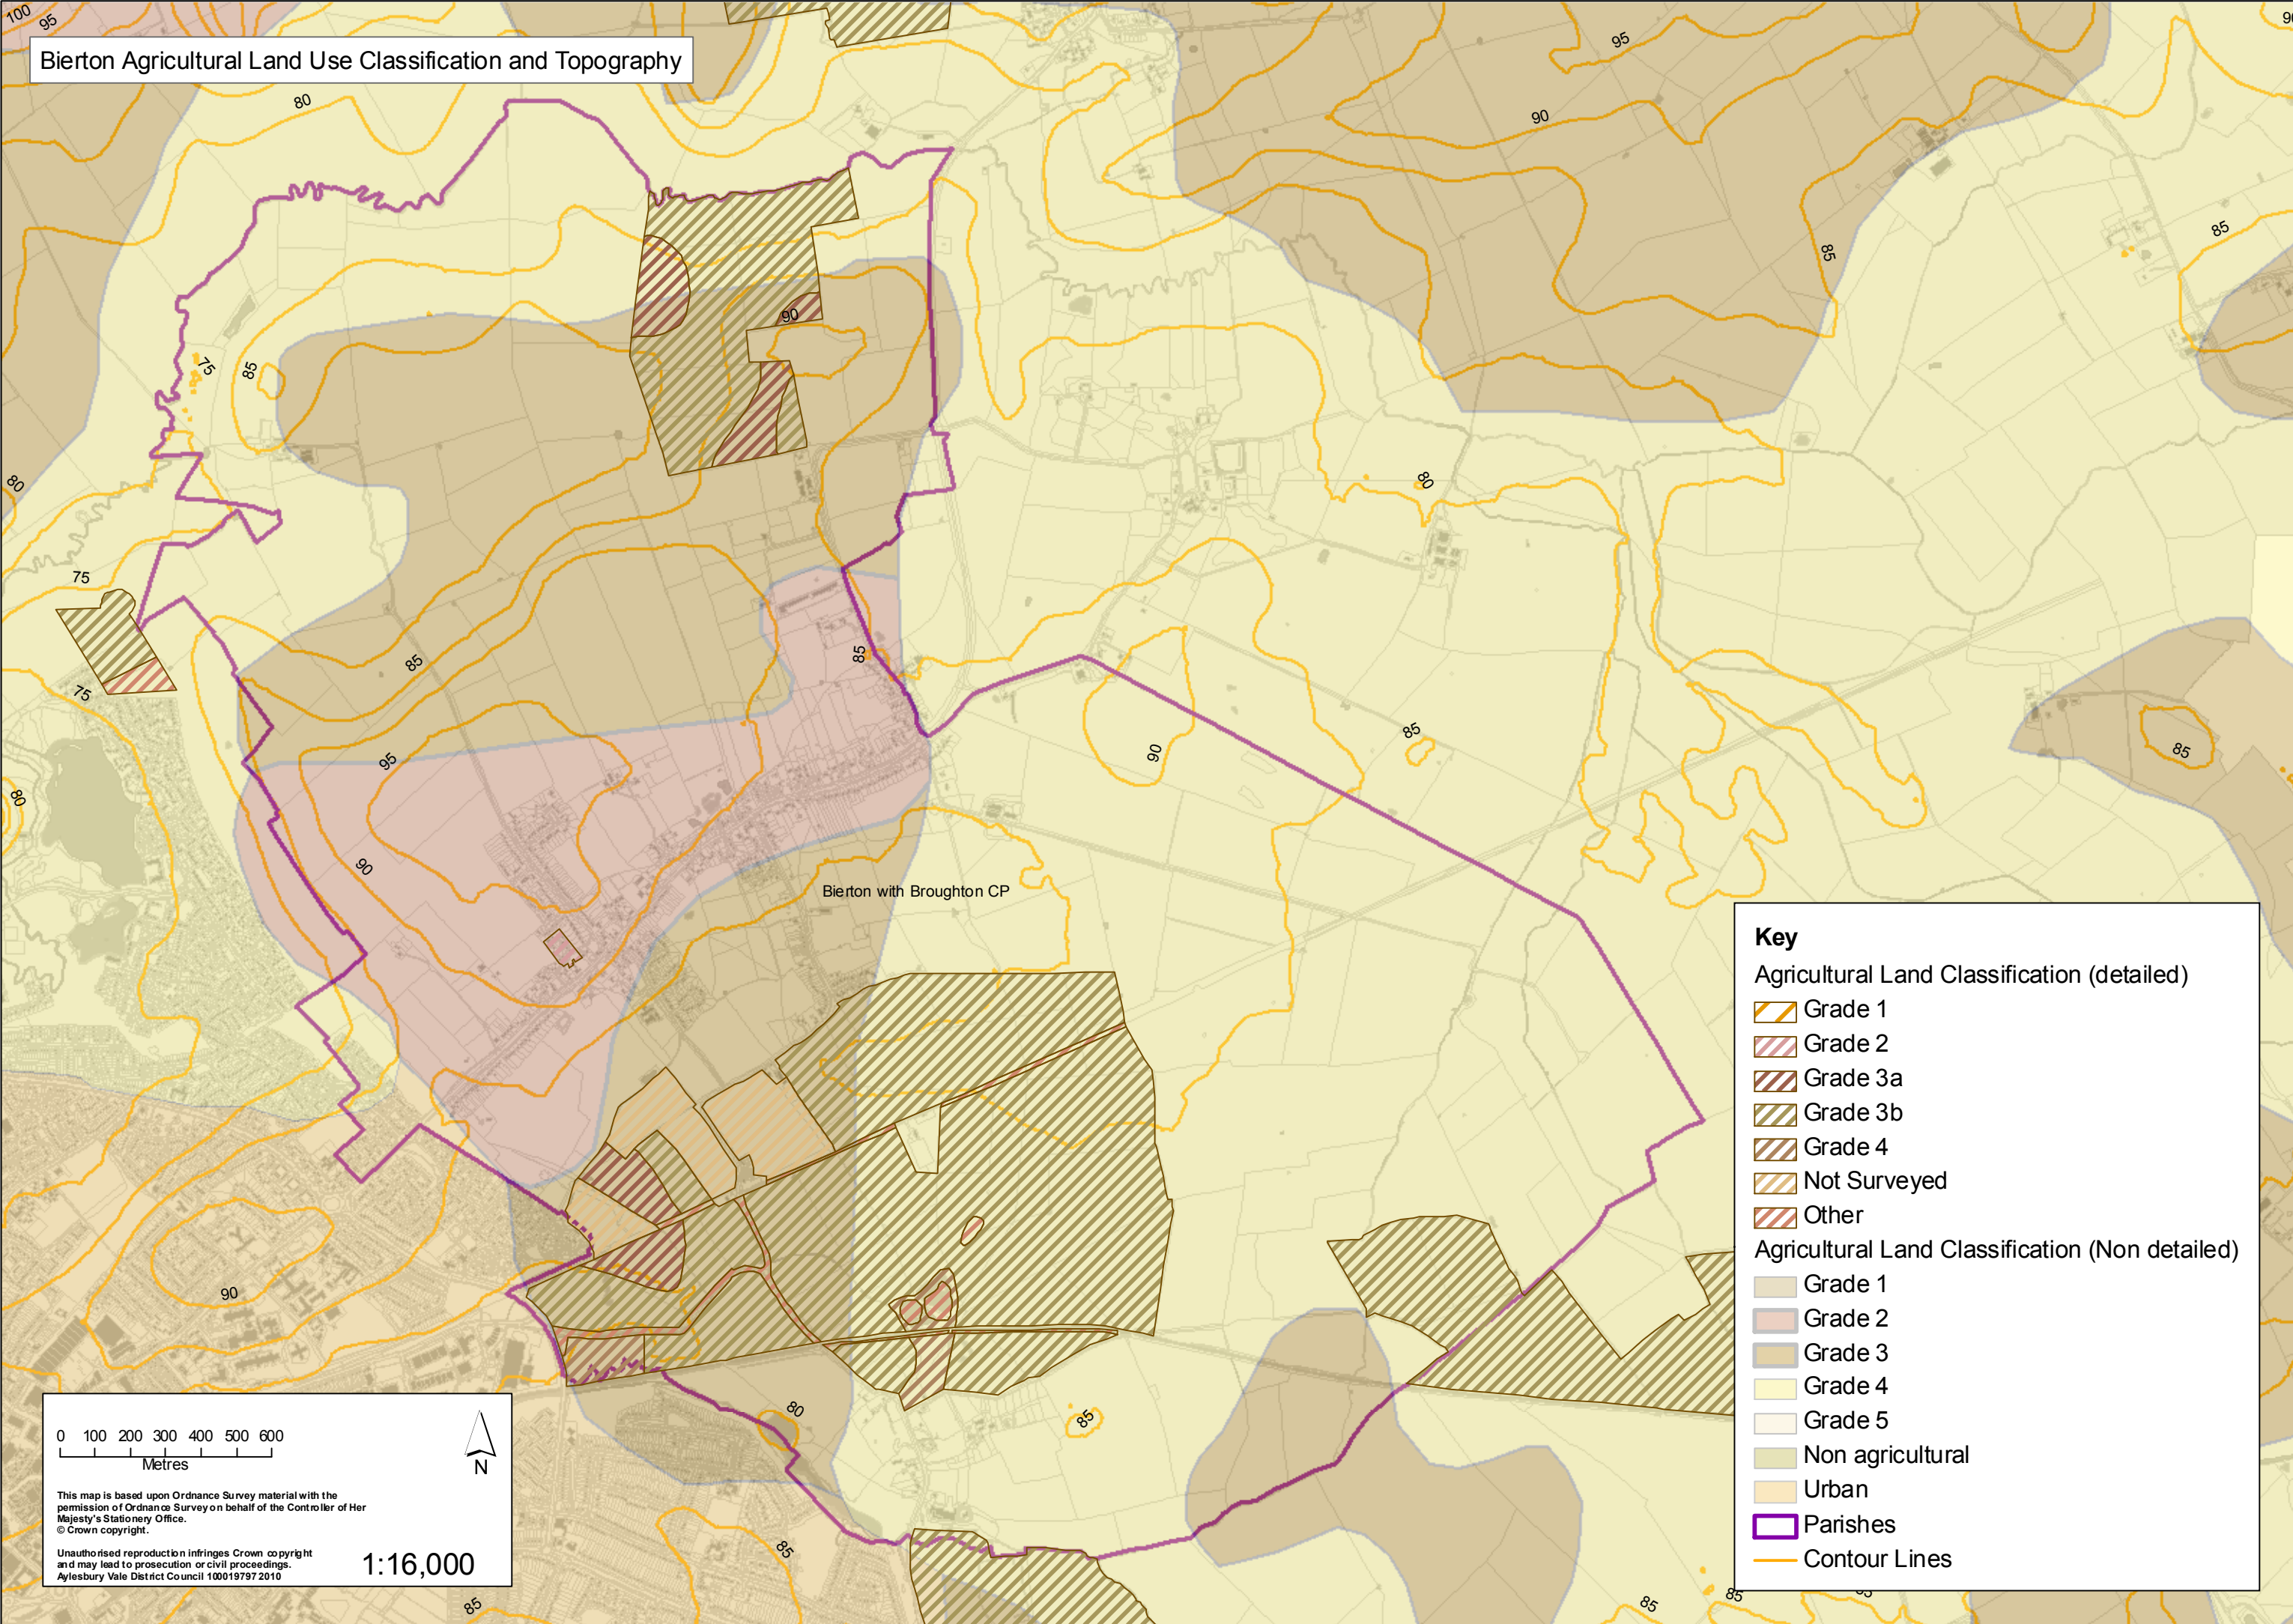 Bierton Agricultural Land Use Classification and Topography
100
95
80
95
90
90
85
85
75
85
90
80
80
75
75
85
85
95
90
90
85
85
80
Bierton with Broughton CP
90
80
85
85
85
85
85
Key
Agricultural Land Classification (detailed)
Grade 1
Grade 2
Grade 3a
Grade 3b
Grade 4
Not Surveyed
Other
Agricultural Land Classification (Non detailed)
Grade 1
Grade 2
Grade 3
Grade 4
Grade 5
Non agricultural
Urban
Parishes
Contour Lines
0 100 200 300 400 500 600
Metres
N
This map is based upon Ordnance Survey material with the
permission of Ordnance Survey on behalf of the Controller of Her
Majesty's Stationery Office.
© Crown copyright.
Unauthorised reproduction infringes Crown copyright
and may lead to prosecution or civil proceedings.
Aylesbury Vale District Council 100019797 2010
1:16,000